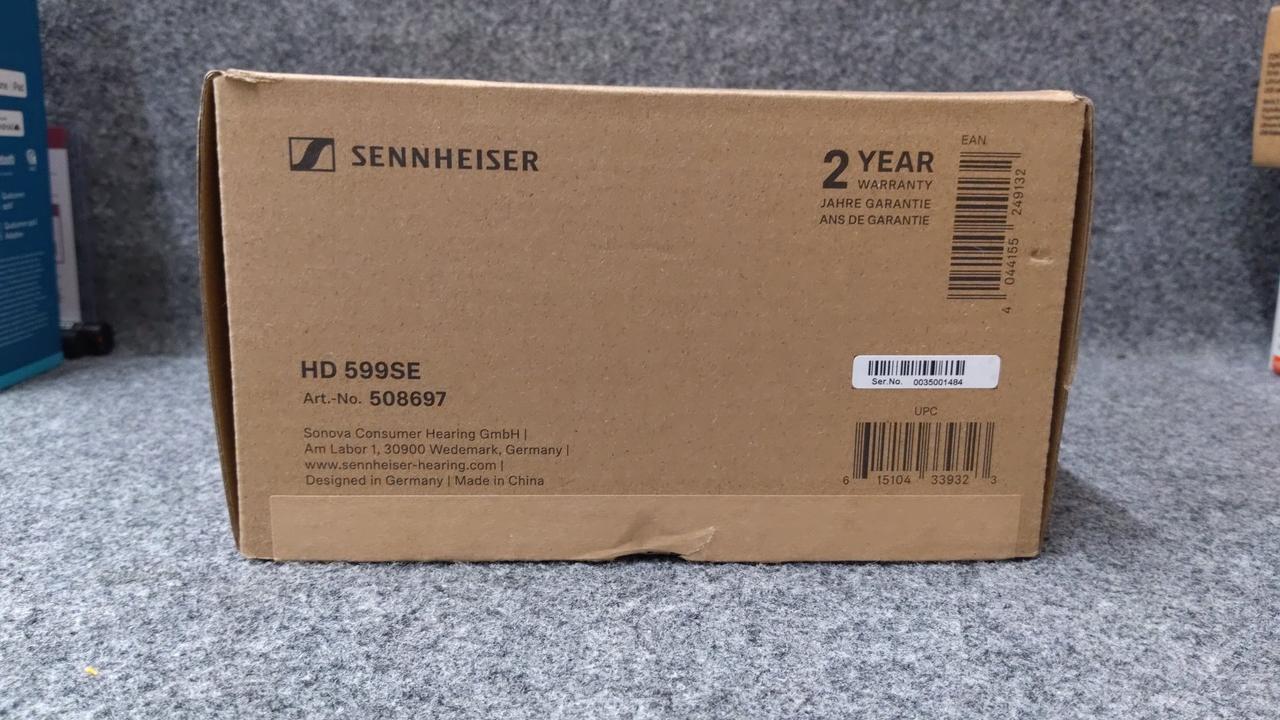 SENNHEISER
2 YEAR
WARRANTY
JAHRE GARANTIE
ANS DE GARANTIE
EAN
4 044155 249132
HD 599SE
Art.-No. 508697
Sonova Consumer Hearing GmbH |
Am Labor 1, 30900 Wedemark, Germany |
www.sennheiser-hearing.com |
Designed in Germany | Made in China
Ser.No. 0035001484
UPC
6 15104 33932 3